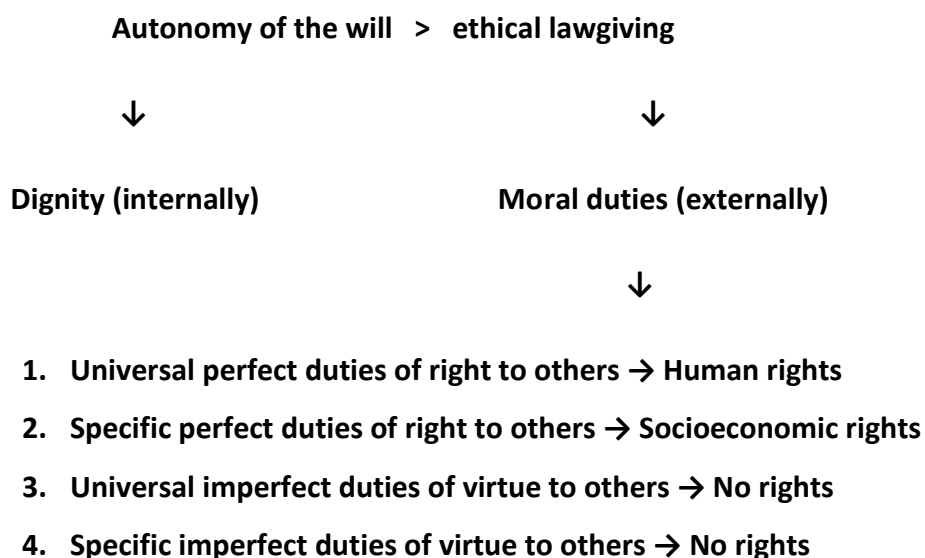 Autonomy of the will > ethical lawgiving
↓ ↓
Dignity (internally) Moral duties (externally)
↓
1. Universal perfect duties of right to others → Human rights
2. Specific perfect duties of right to others → Socioeconomic rights
3. Universal imperfect duties of virtue to others → No rights
4. Specific imperfect duties of virtue to others → No rights